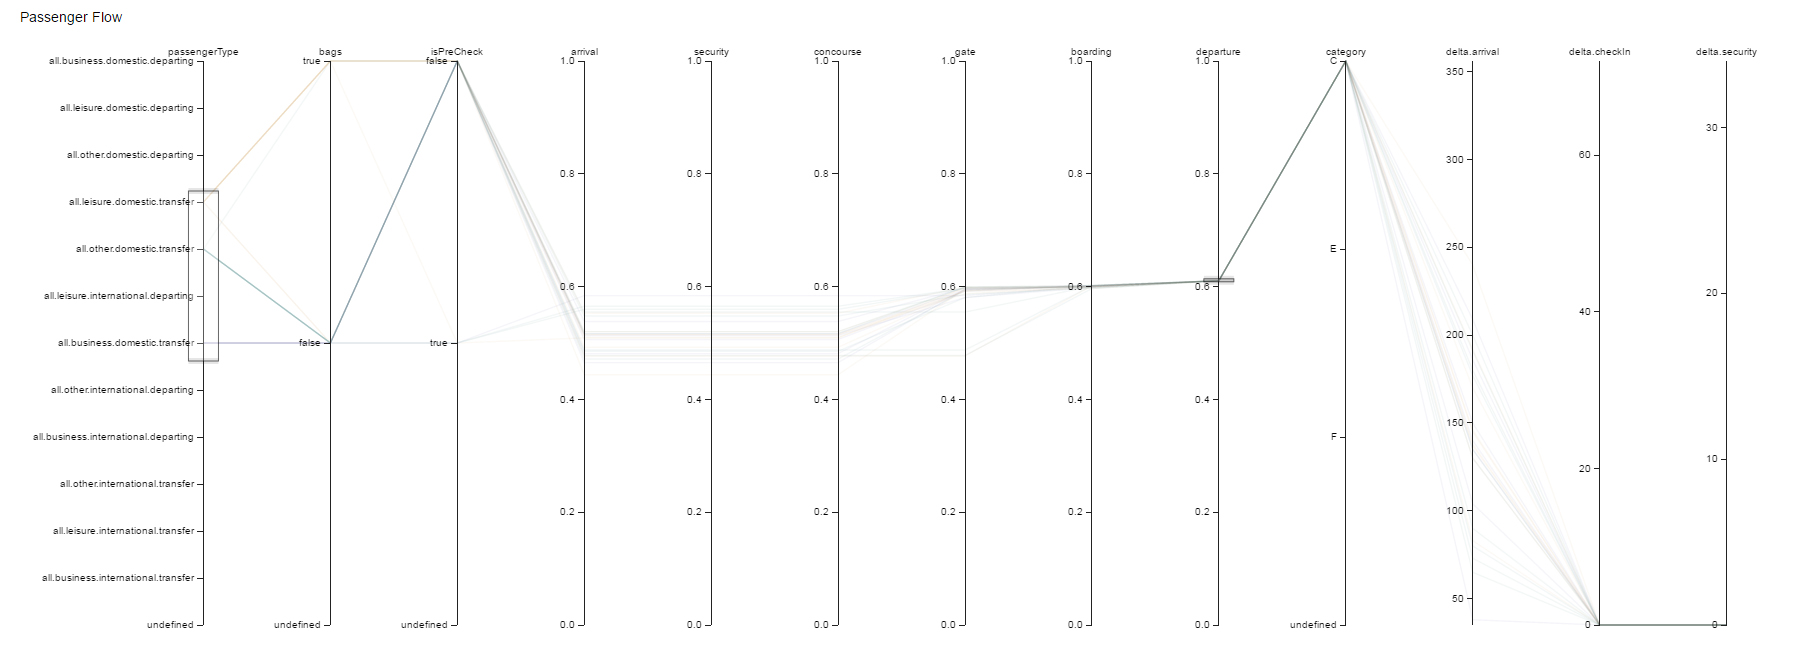 Passenger Flow
passengerType bags isPreCheck arrival security concourse gate boarding departure category delta.arrival delta.checkIn delta.security
all.business.domestic.departing true false 1.0 1.0 1.0 1.0 1.0 1.0 C
350
all.leisure.domestic.departing
30
all.other.domestic.departing 60
300
0.8 0.8 0.8 0.8 0.8 0.8
all.leisure.domestic.transfer
all.other.domestic.transfer E 250
0.6 0.6 0.6 0.6 0.6 0.6
all.leisure.international.departing 20
40
200
all.business.domestic.transfer false true
all.other.international.departing
0.4 0.4 0.4 0.4 0.4 0.4
150
all.business.international.departing F
10
20
all.other.international.transfer
0.2 0.2 0.2 0.2 0.2 0.2 100
all.leisure.international.transfer
all.business.international.transfer
50
undefined undefined undefined 0.0 0.0 0.0 0.0 0.0 0.0 undefined 0 0